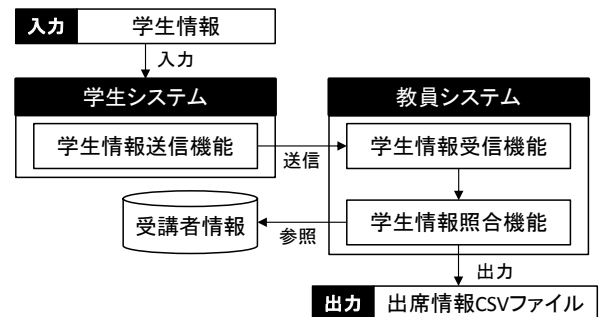 入力 学生情報
入力
学生システム
教員システム
学生情報送信機能
送信
学生情報受信機能
受講者情報
参照
学生情報照合機能
出力
出力 出席情報CSVファイル